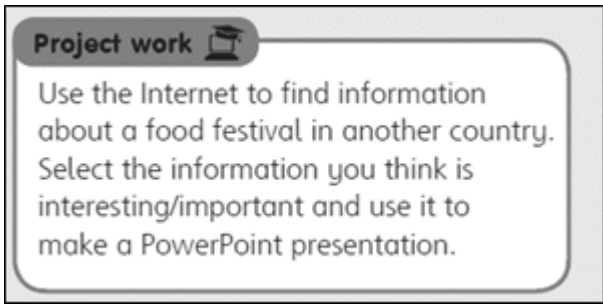 Project work
Use the Internet to find information
about a food festival in another country.
Select the information you think is
interesting/important and use it to
make a PowerPoint presentation.